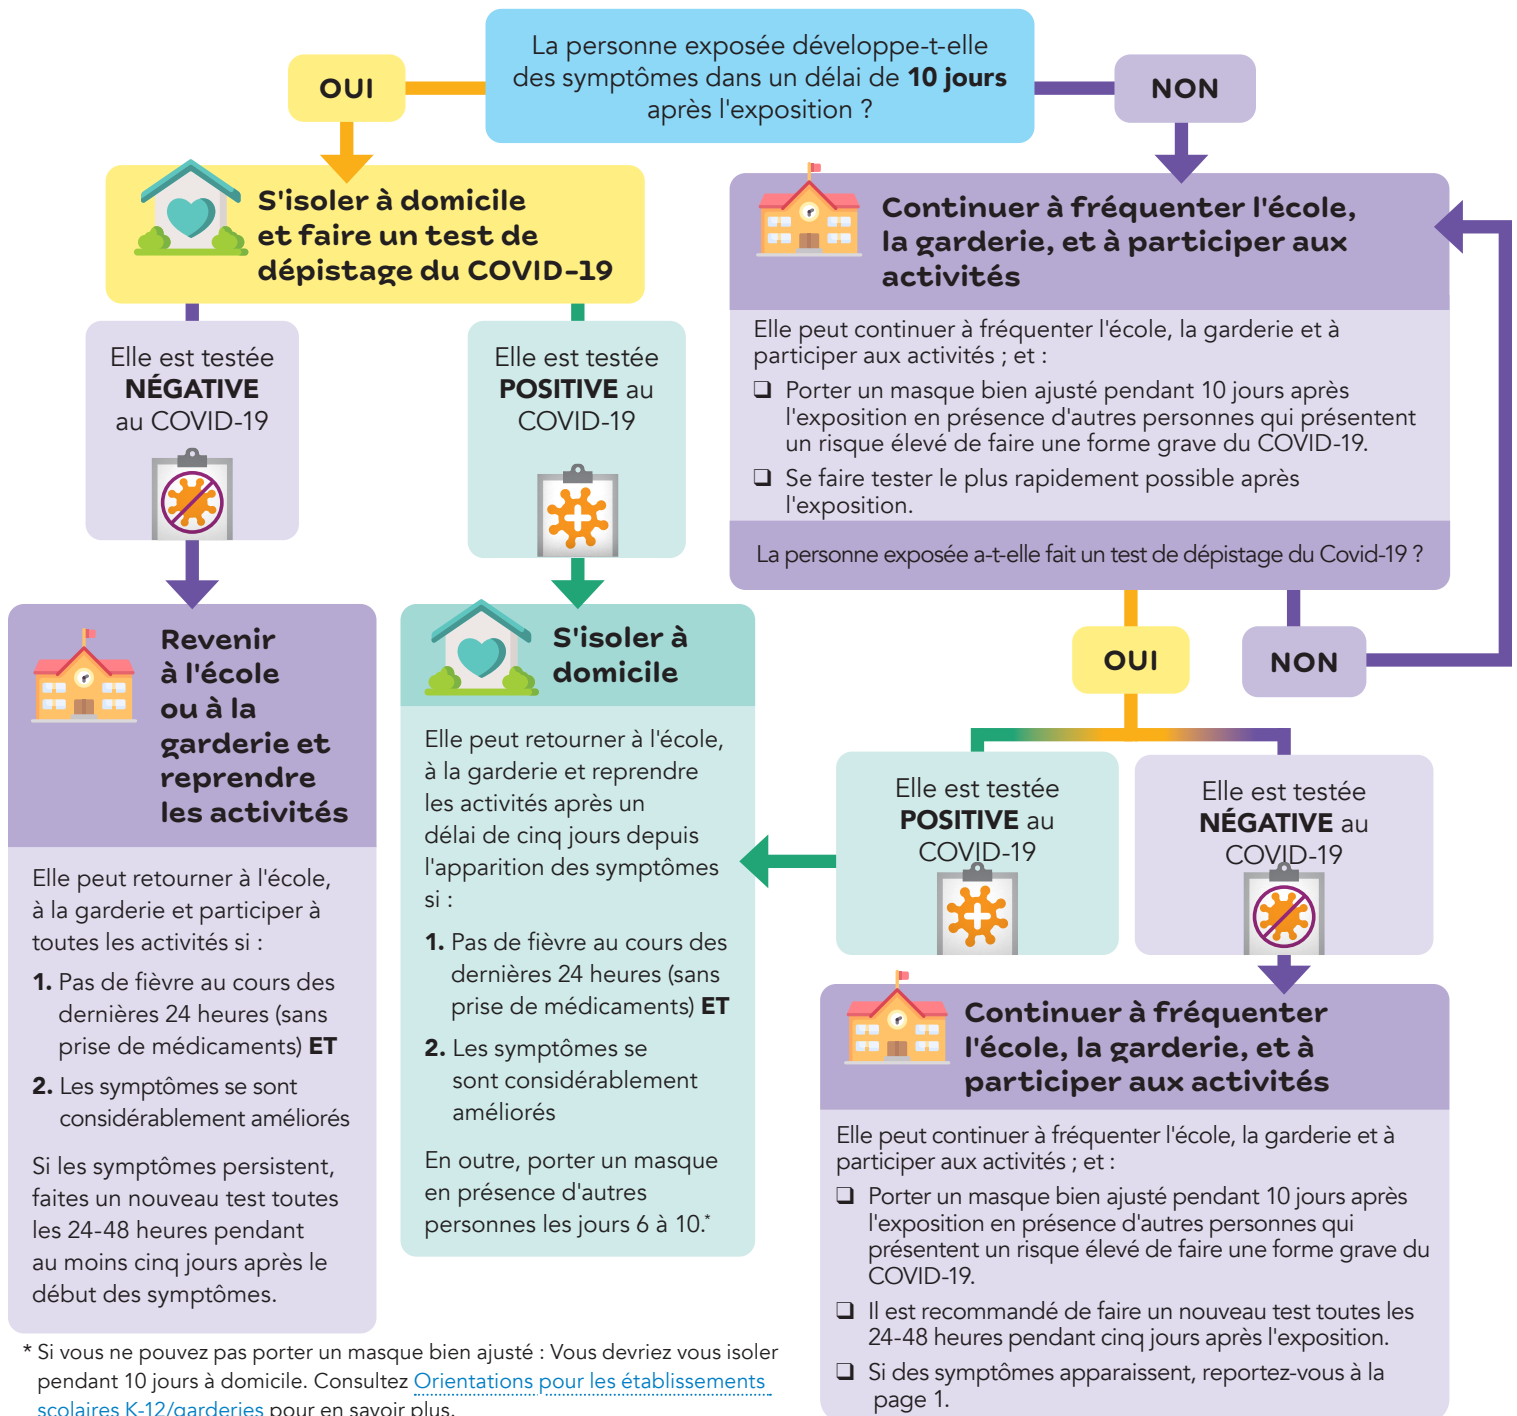 La personne exposée développe-t-elle
des symptômes dans un délai de 10 jours
après l'exposition ?
OUI
NON
S'isoler à domicile
et faire un test de
dépistage du COVID-19
Continuer à fréquenter l'école,
la garderie, et à participer aux
activités
Elle peut continuer à fréquenter l'école, la garderie et à
participer aux activités ; et :
❑ Porter un masque bien ajusté pendant 10 jours après
l'exposition en présence d'autres personnes qui présentent
un risque élevé de faire une forme grave du COVID-19.
❑ Se faire tester le plus rapidement possible après
l'exposition.
La personne exposée a-t-elle fait un test de dépistage du Covid-19 ?
Elle est testée
NÉGATIVE
au COVID-19
Elle est testée
POSITIVE au
COVID-19
Revenir
à l'école
ou à la
garderie et
reprendre
les activités
Elle peut retourner à l'école,
à la garderie et participer à
toutes les activités si :
1. Pas de fièvre au cours des
dernières 24 heures (sans
prise de médicaments) ET
2. Les symptômes se sont
considérablement améliorés
Si les symptômes persistent,
faites un nouveau test toutes
les 24-48 heures pendant
au moins cinq jours après le
début des symptômes.
S'isoler à
domicile
Elle peut retourner à l'école,
à la garderie et reprendre
les activités après un
délai de cinq jours depuis
l'apparition des symptômes
si :
1. Pas de fièvre au cours des
dernières 24 heures (sans
prise de médicaments) ET
2. Les symptômes se
sont considérablement
améliorés
En outre, porter un masque
en présence d'autres
personnes les jours 6 à 10.*
OUI
NON
Elle est testée
POSITIVE au
COVID-19
Elle est testée
NÉGATIVE au
COVID-19
Continuer à fréquenter
l'école, la garderie, et à
participer aux activités
Elle peut continuer à fréquenter l'école, la garderie et à
participer aux activités ; et :
❑ Porter un masque bien ajusté pendant 10 jours après
l'exposition en présence d'autres personnes qui
présentent un risque élevé de faire une forme grave du
COVID-19.
❑ Il est recommandé de faire un nouveau test toutes les
24-48 heures pendant cinq jours après l'exposition.
❑ Si des symptômes apparaissent, reportez-vous à la
page 1.
* Si vous ne pouvez pas porter un masque bien ajusté : Vous devriez vous isoler
pendant 10 jours à domicile. Consultez Orientations pour les établissements
scolaires K-12/garderies pour en savoir plus.